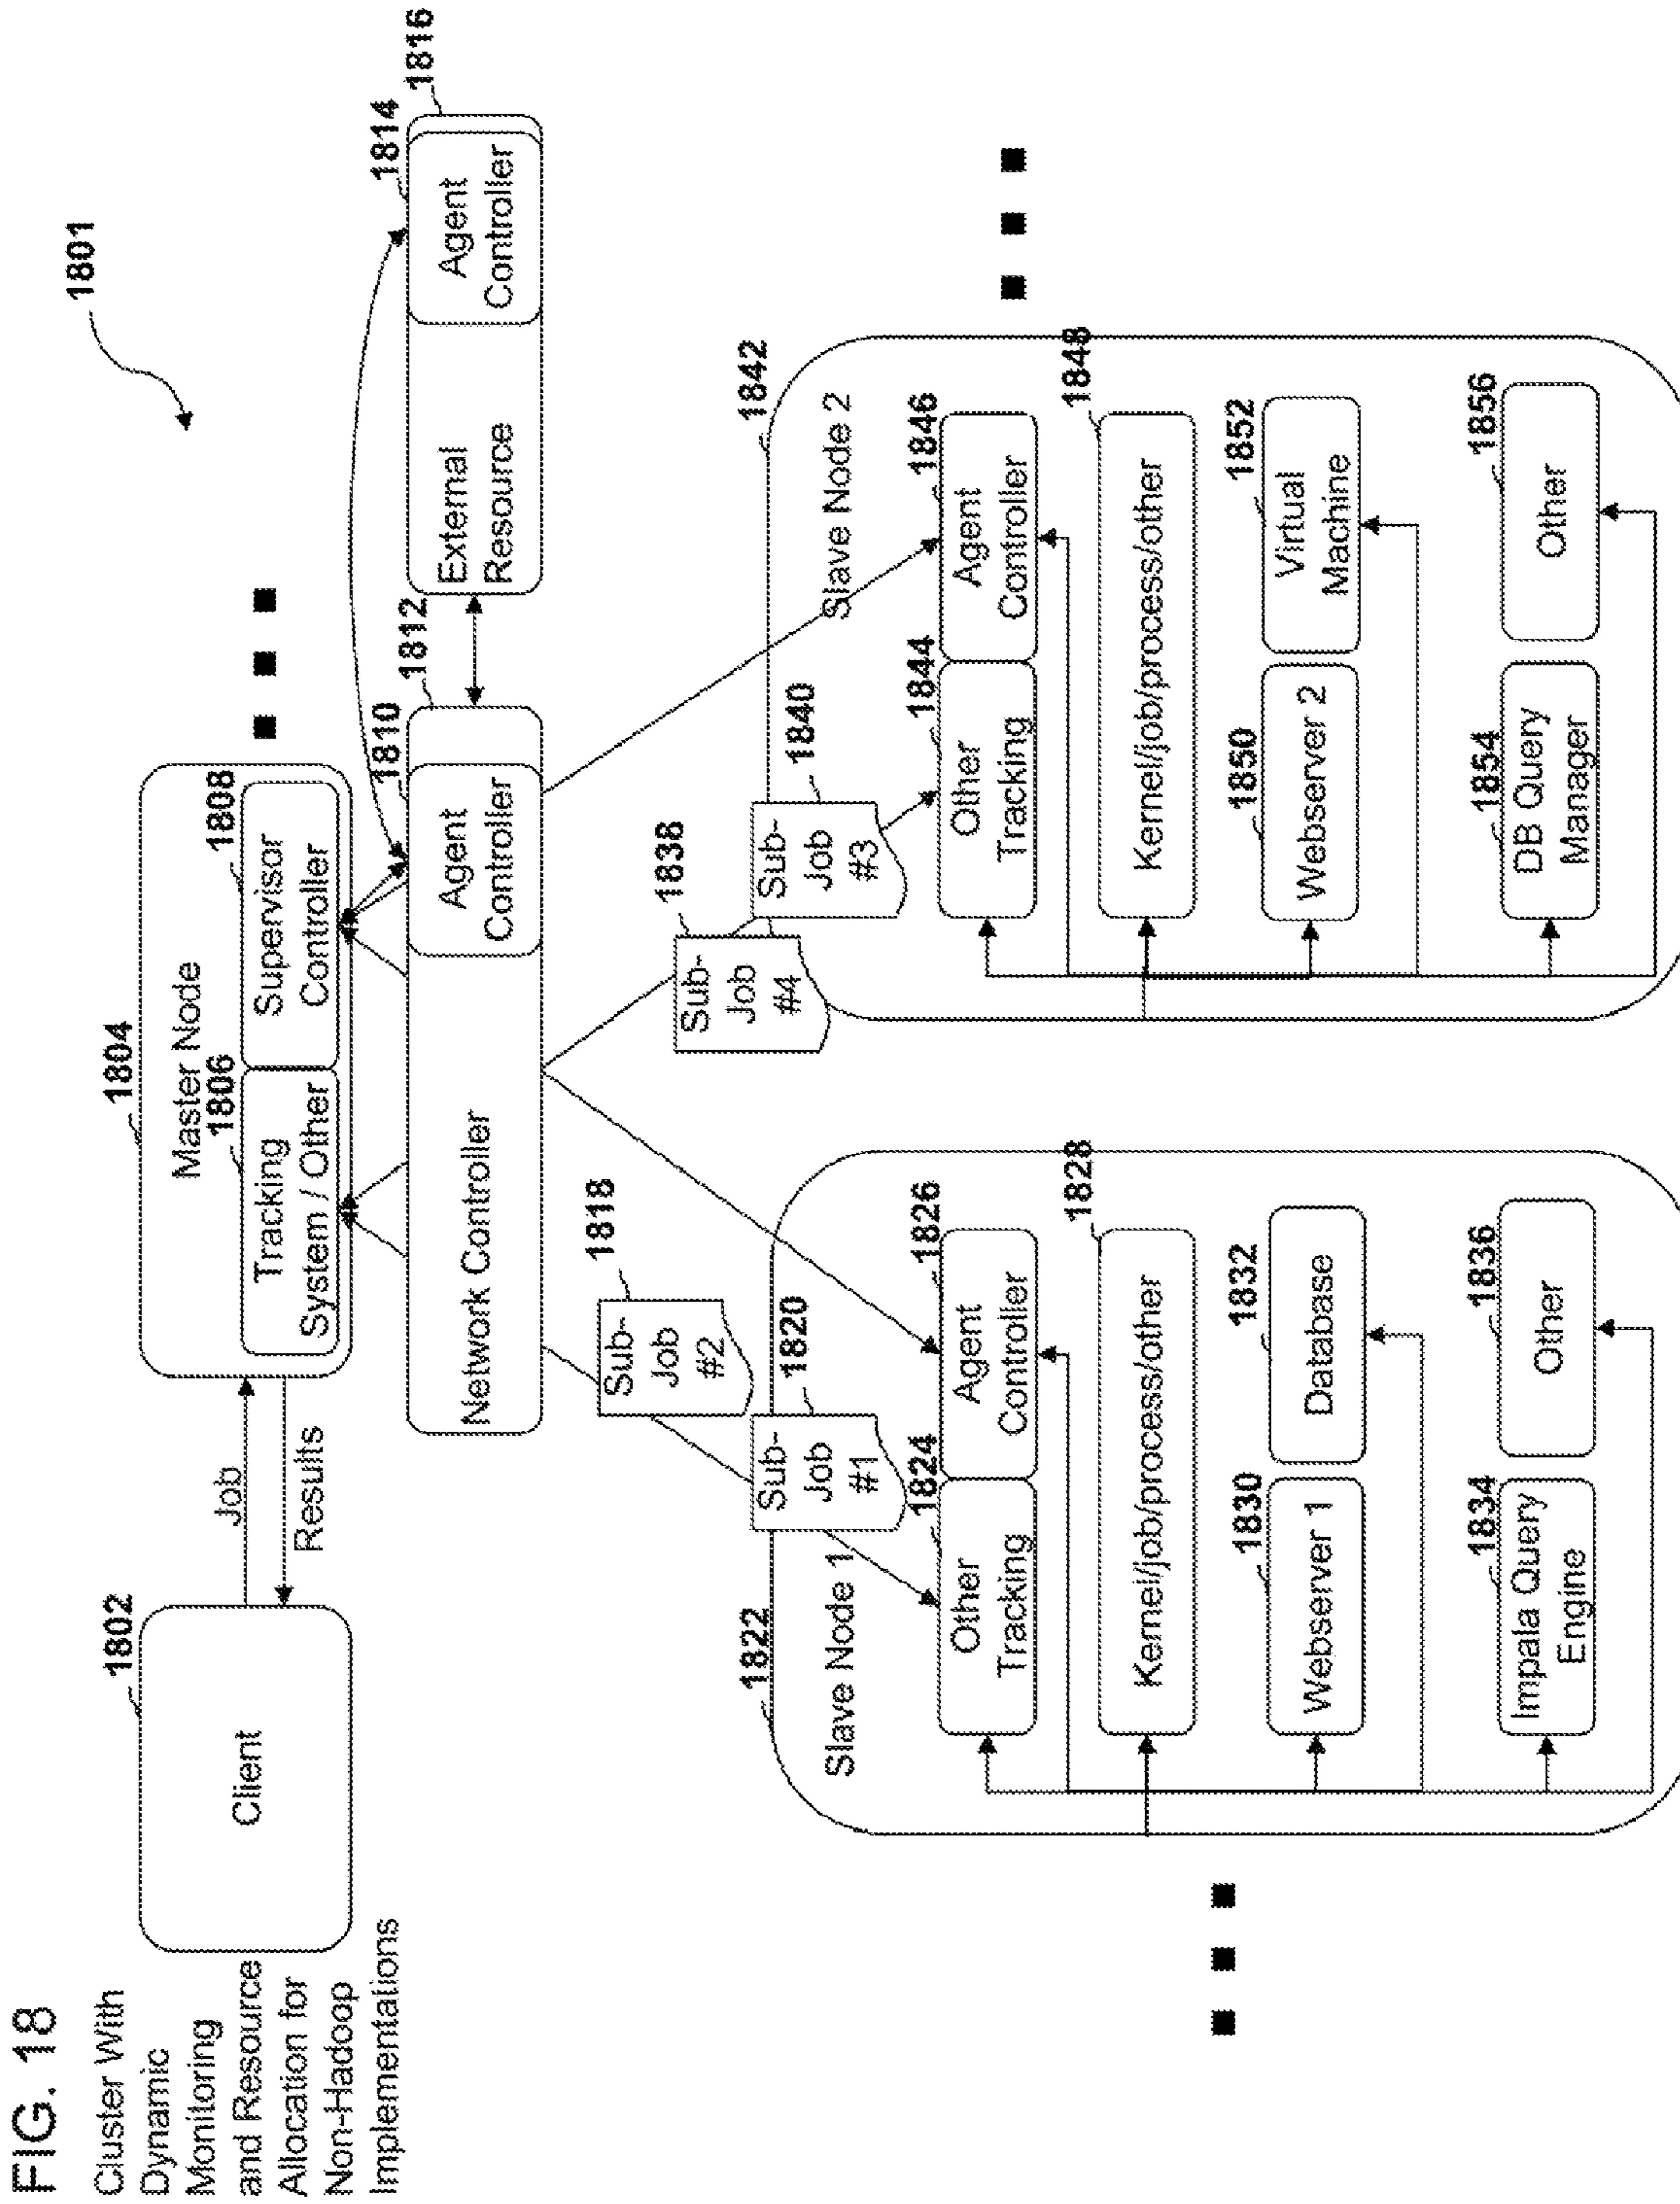 FIG. 18
Cluster With
Dynamic
Monitoring
and Resource
Allocation for
Non-Hadoop
Implementations
1801
1802
Client
Job
Results
1804
Master Node
1806
Tracking
System / Other
1808
Supervisor
Controller
Network Controller
1810
Agent
Controller
1812
External
Resource
1814
Agent
Controller
1816
1818
Sub-
Job
#2
1820
Sub-
Job
#1
1822
Slave Node 1
1824
Other
Tracking
1826
Agent
Controller
1828
Kernel/job/process/other
1830
Webserver 1
1832
Database
1834
Impala Query
Engine
1836
Other
1838
Sub-
Job
#4
1840
Sub-
Job
#3
1842
Slave Node 2
1844
Other
Tracking
1846
Agent
Controller
1848
Kernel/job/process/other
1850
Webserver 2
1852
Virtual
Machine
1854
DB Query
Manager
1856
Other